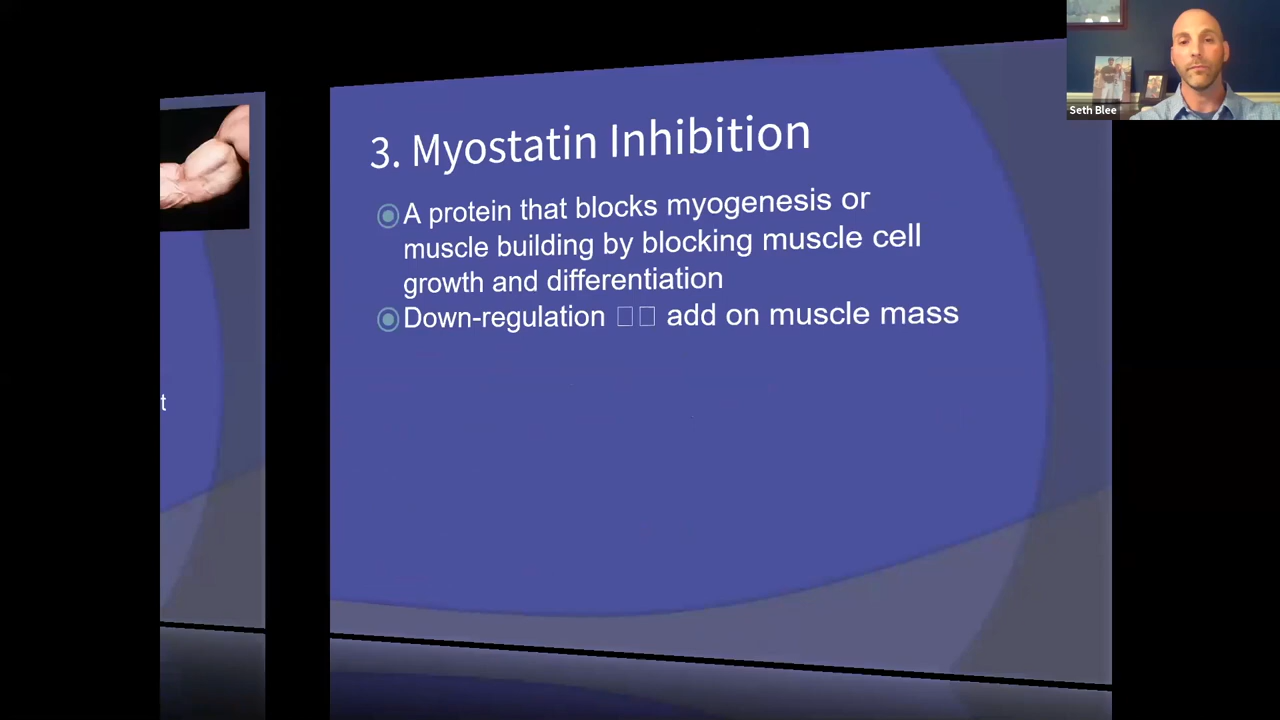 3. Myostatin Inhibition
A protein that blocks myogenesis or
muscle building by blocking muscle cell
growth and differentiation
Down-regulation □□ add on muscle mass
t
Seth Blee